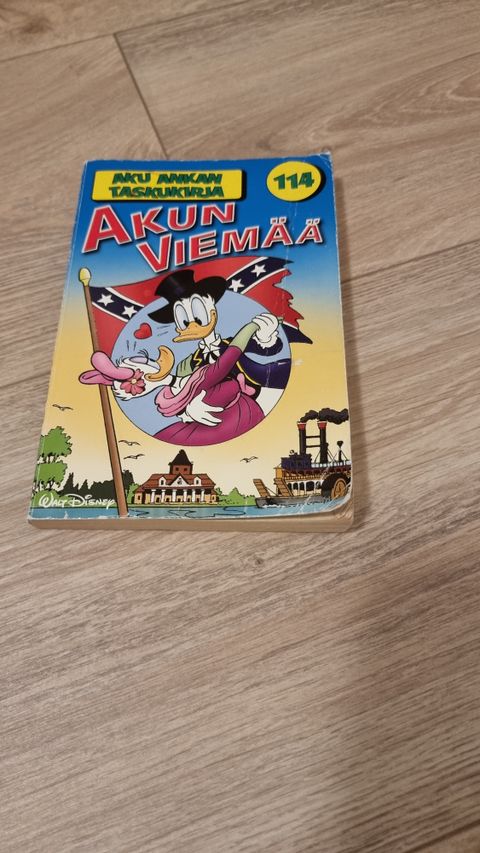 AKU ANKAN
TASKUKIRJA
114
AKUN
VIEMÄÄ
WALT DISNEY